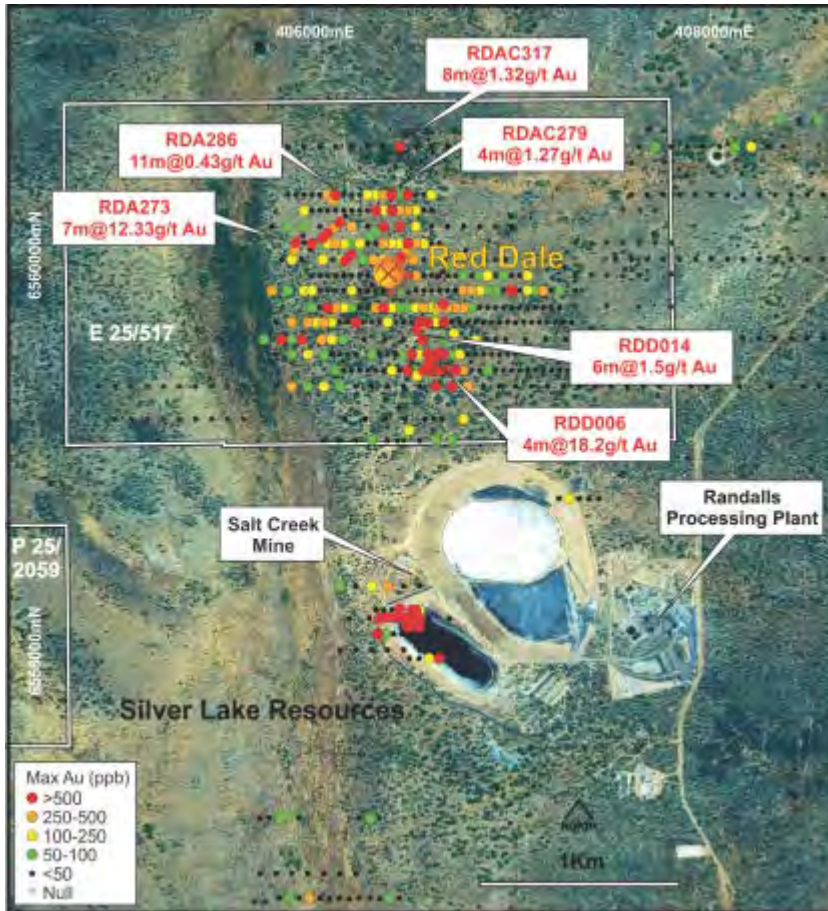 406000mE
408000mE
RDAC317
8m@1.32g/t Au
RDA286
11m@0.43g/t Au
RDAC279
4m@1.27g/t Au
RDA273
7m@12.33g/t Au
6560000mN
Red Dale
E 25/517
RDD014
6m@1.5g/t Au
RDD006
4m@18.2g/t Au
Salt Creek
Mine
Randalls
Processing Plant
P 25/
2059
6558000mN
Silver Lake Resources
Max Au (ppb)
>500
250-500
100-250
50-100
<50
Null
North
1Km